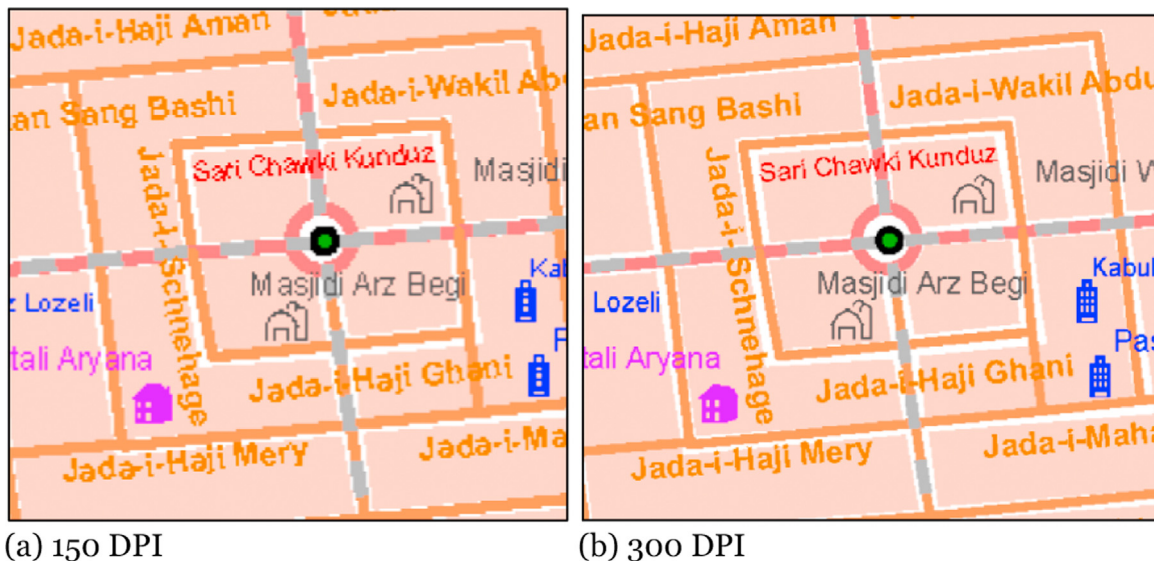 Jada-i-Haji Aman
Jada-i-Wakil Ab
an Sang Bashi
Sari Chawki Kunduz
Masjidi
Jada-i-Schnehage
Masjidi Arz Begi
Kab
z Lozeli
P
tali Aryana
Jada-i-Haji Ghani
Jada-i-Haji Mery
Jada-i-Ma
(a) 150 DPI
Jada-i-Haji Aman
Jada-i-Wakil Abdu
an Sang Bashi
Sari Chawki Kunduz
Masjidi W
Jada-i-Schnehage
Masjidi Arz Begi
Kabul
Lozeli
Pas
tali Aryana
Jada-i-Haji Ghani
Jada-i-Haji Mery
Jada-i-Maha
(b) 300 DPI